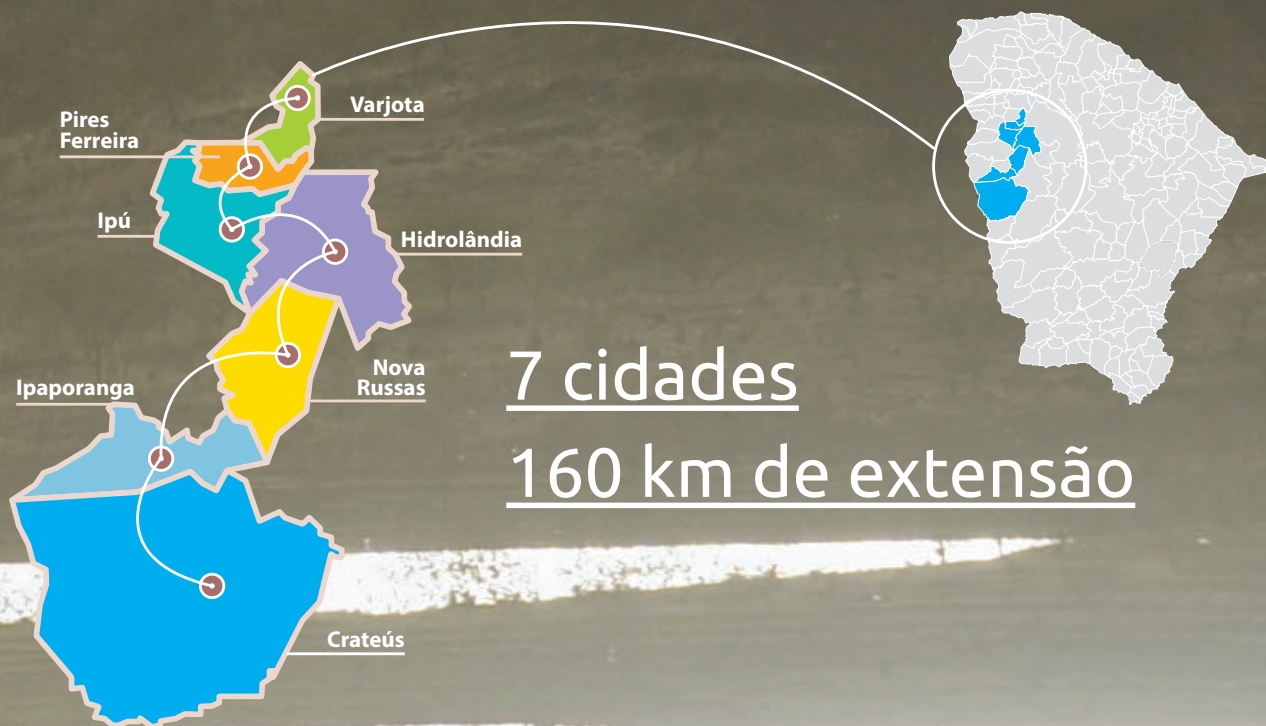 Varjota
Pires
Ferreira
Ipú
Hidrolândia
Nova
Russas
Ipaporanga
Crateús
7 cidades
160 km de extensão